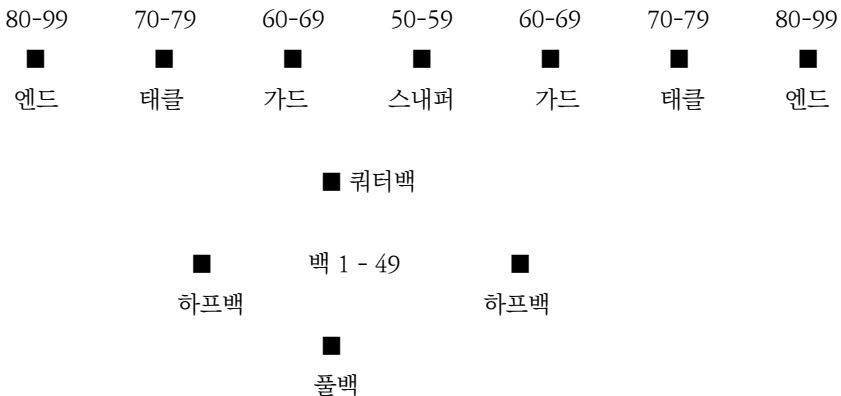 80-99 70-79 60-69 50-59 60-69 70-79 80-99
엔드 태클 가드 스내퍼 가드 태클 엔드
쿼터백
백 1 - 49
하프백 하프백
풀백